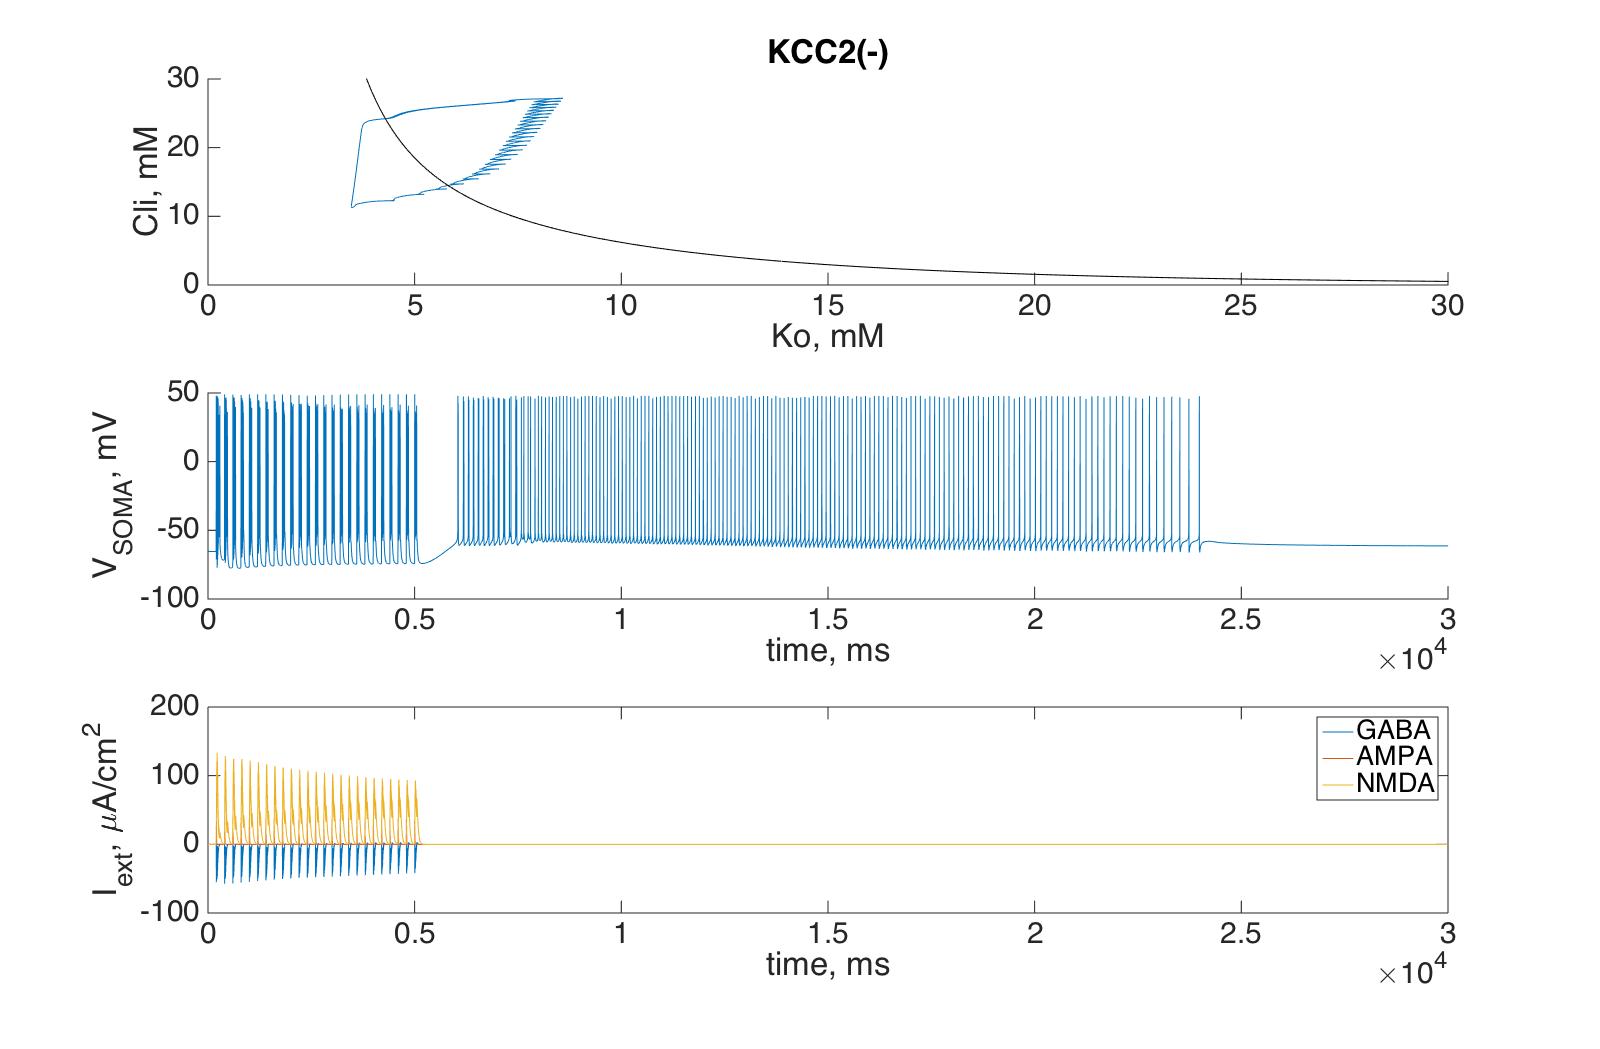 KCC2(-)
30
20
10
0
Cli, mM
0 5 10 15 20 25 30
Ko, mM
50
0
-50
-100
V_SOMA, mV
0 0.5 1 1.5 2 2.5 3
time, ms
×10^4
200
100
0
-100
I_ext, μA/cm^2
GABA
AMPA
NMDA
0 0.5 1 1.5 2 2.5 3
time, ms
×10^4